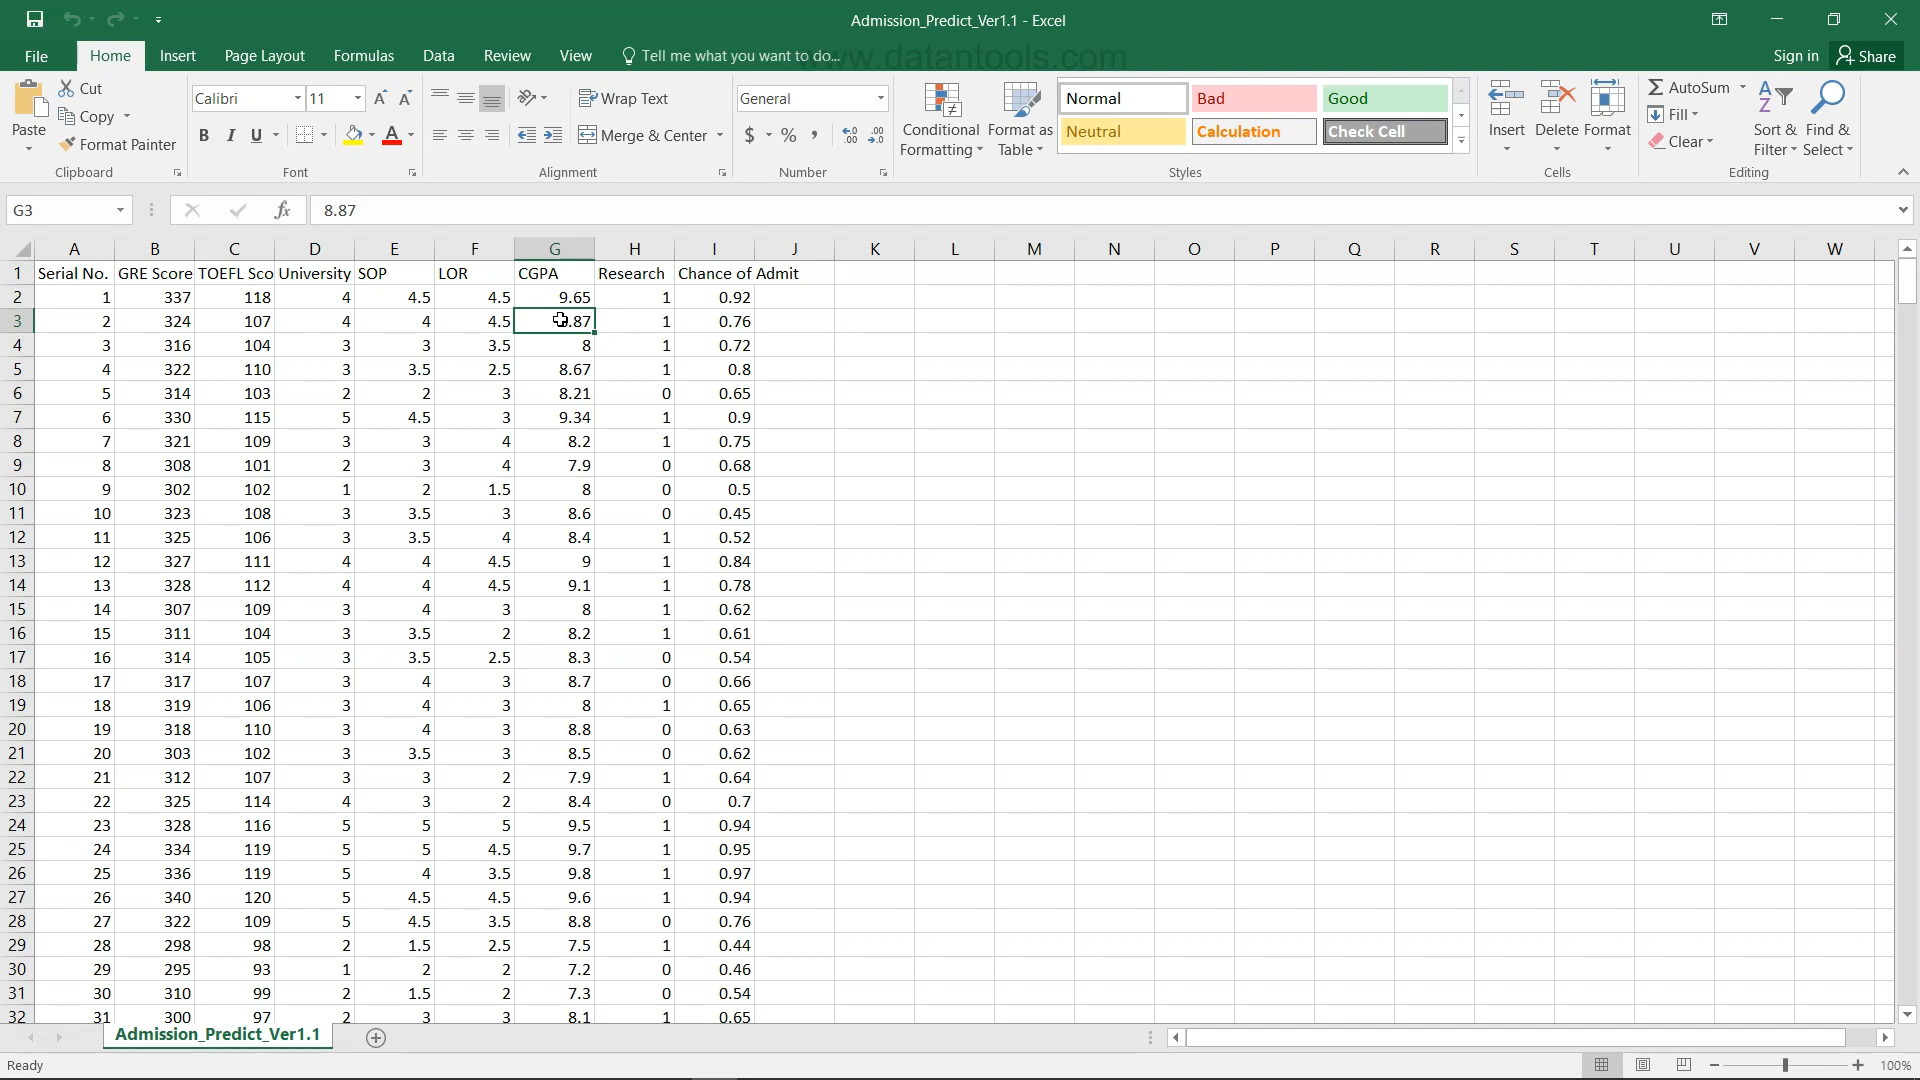 Admission_Predict_Ver1.1 - Excel
File Home Insert Page Layout Formulas Data Review View Tell me what you want to do... Sign in Share
www.datantools.com
Paste
Cut
Copy
Format Painter
Clipboard
Calibri 11
B I U
Font
Wrap Text
Merge & Center
Alignment
General
$ % ,
Number
Conditional Formatting
Format as Table
Normal Bad Good
Neutral Calculation Check Cell
Styles
Insert Delete Format
Cells
AutoSum
Fill
Clear
Sort & Filter
Find & Select
Editing
G3 fx 8.87
A B C D E F G H I J K L M N O P Q R S T U V W
1 Serial No. GRE Score TOEFL Sco University SOP LOR CGPA Research Chance of Admit
2 1 337 118 4 4.5 4.5 9.65 1 0.92
3 2 324 107 4 4 4.5 .87 1 0.76
4 3 316 104 3 3 3.5 8 1 0.72
5 4 322 110 3 3.5 2.5 8.67 1 0.8
6 5 314 103 2 2 3 8.21 0 0.65
7 6 330 115 5 4.5 3 9.34 1 0.9
8 7 321 109 3 3 4 8.2 1 0.75
9 8 308 101 2 3 4 7.9 0 0.68
10 9 302 102 1 2 1.5 8 0 0.5
11 10 323 108 3 3.5 3 8.6 0 0.45
12 11 325 106 3 3.5 4 8.4 1 0.52
13 12 327 111 4 4 4.5 9 1 0.84
14 13 328 112 4 4 4.5 9.1 1 0.78
15 14 307 109 3 4 3 8 1 0.62
16 15 311 104 3 3.5 2 8.2 1 0.61
17 16 314 105 3 3.5 2.5 8.3 0 0.54
18 17 317 107 3 4 3 8.7 0 0.66
19 18 319 106 3 4 3 8 1 0.65
20 19 318 110 3 4 3 8.8 0 0.63
21 20 303 102 3 3.5 3 8.5 0 0.62
22 21 312 107 3 3 2 7.9 1 0.64
23 22 325 114 4 3 2 8.4 0 0.7
24 23 328 116 5 5 5 9.5 1 0.94
25 24 334 119 5 5 4.5 9.7 1 0.95
26 25 336 119 5 4 3.5 9.8 1 0.97
27 26 340 120 5 4.5 4.5 9.6 1 0.94
28 27 322 109 5 4.5 3.5 8.8 0 0.76
29 28 298 98 2 1.5 2.5 7.5 1 0.44
30 29 295 93 1 2 2 7.2 0 0.46
31 30 310 99 2 1.5 2 7.3 0 0.54
32 31 300 97 2 3 3 8.1 1 0.65
Admission_Predict_Ver1.1
Ready 100%